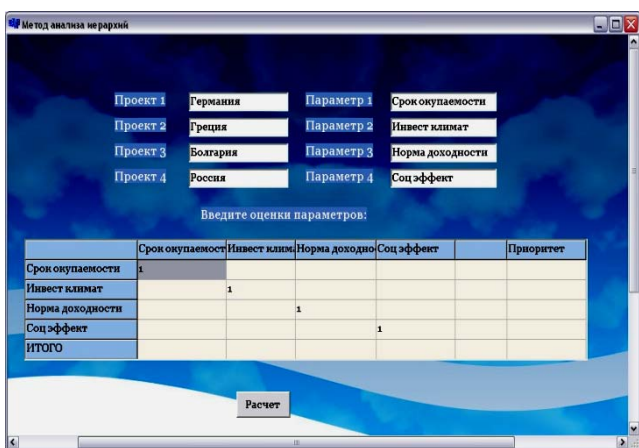 Метод анализа иерархий
Проект 1 Германия Параметр 1 Срок окупаемости
Проект 2 Греция Параметр 2 Инвест климат
Проект 3 Болгария Параметр 3 Норма доходности
Проект 4 Россия Параметр 4 Соц эффект
Введите оценки параметров:
Срок окупаемост Инвест клима Норма доходно Соц эффект Приоритет
Срок окупаемости 1
Инвест климат 1
Норма доходности 1
Соц эффект 1
ИТОГО
Расчет